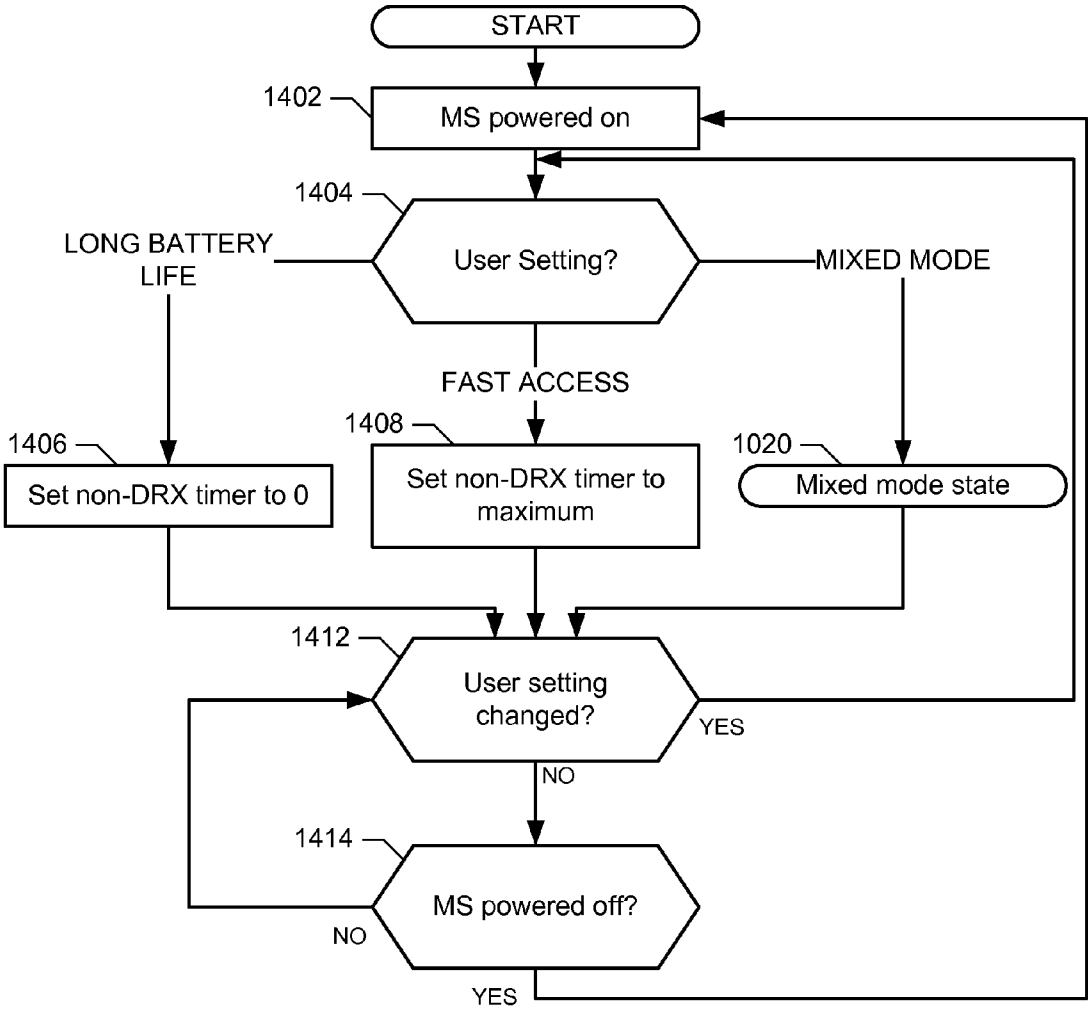 START
1402
MS powered on
1404
User Setting?
LONG BATTERY
LIFE
MIXED MODE
FAST ACCESS
1406
Set non-DRX timer to 0
1408
Set non-DRX timer to
maximum
1020
Mixed mode state
1412
User setting
changed?
YES
NO
1414
MS powered off?
NO
YES